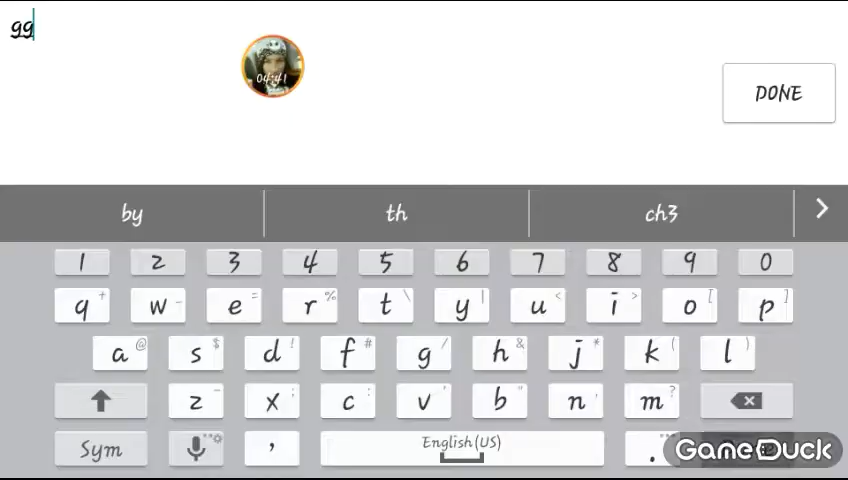 gg
04:41
DONE
by th ch3
1 2 3 4 5 6 7 8 9 0
q + w - e = r % t \ y | u < i > o [ p ]
a @ s $ d ! f # g / h & j * k ( l )
z x ; c : v ' b " n , m ?
Sym , English(US) .
GameDuck